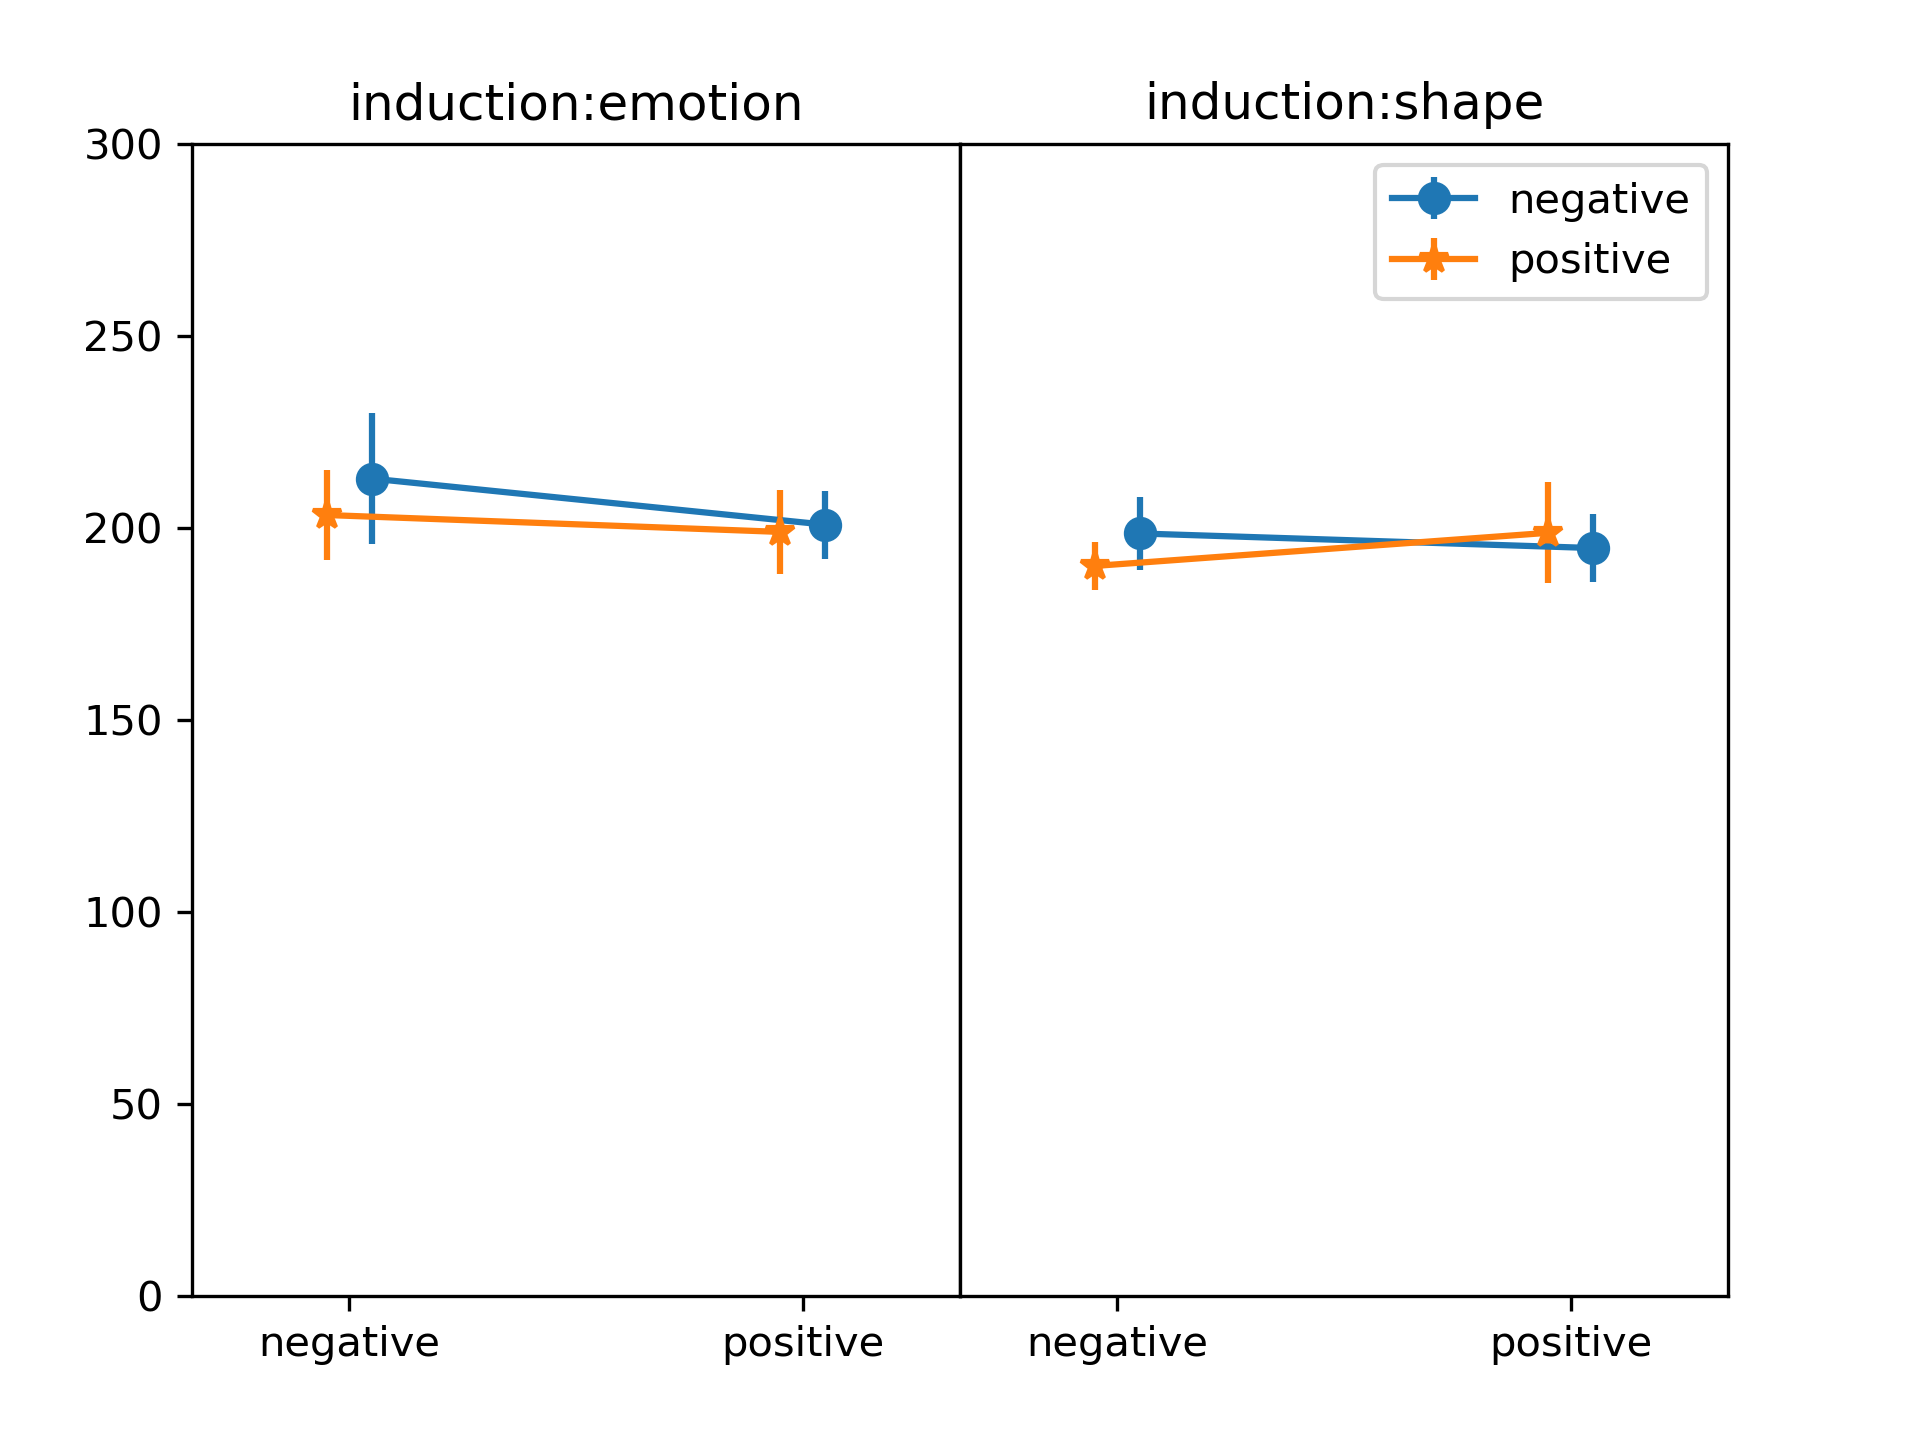 induction:emotion
induction:shape
300
250
200
150
100
50
0
negative
positive
negative
positive
negative
positive